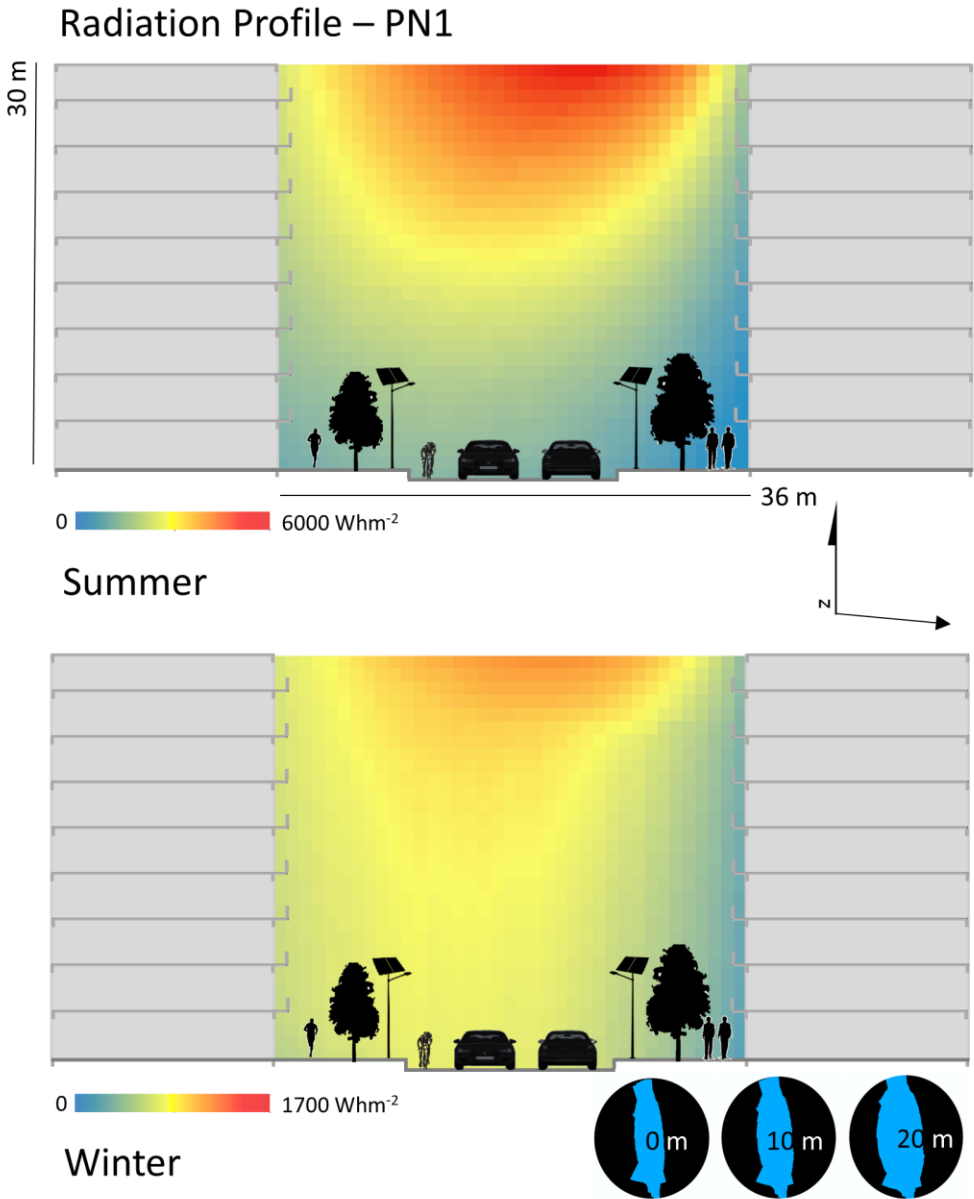 Radiation Profile – PN1
30 m
36 m
0 6000 Whm⁻²
Summer
z
0 1700 Whm⁻²
Winter
0 m 10 m 20 m